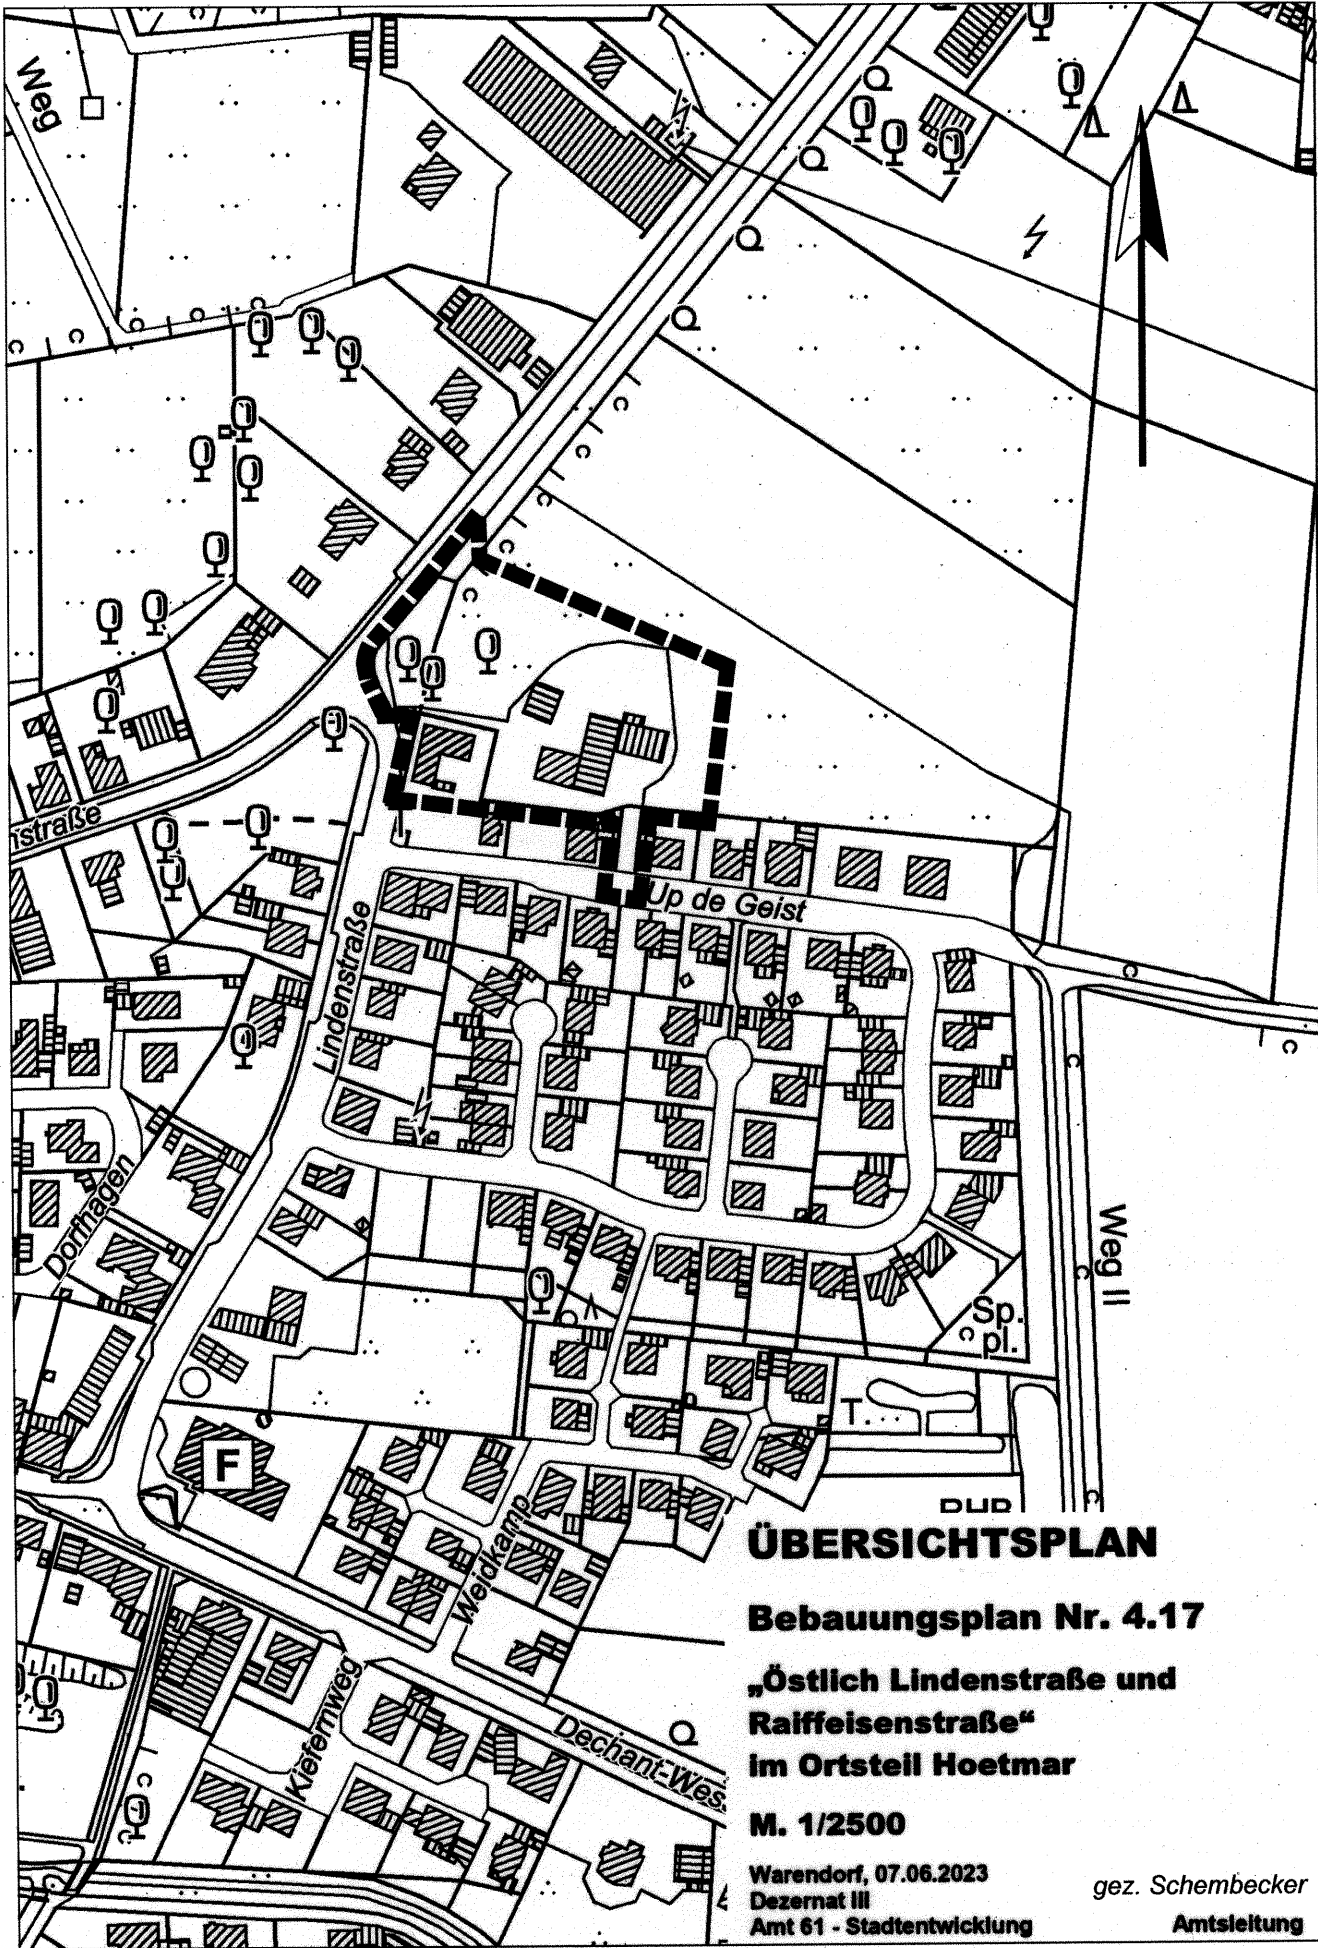 Weg
nstraße
Up de Geist
Lindenstraße
Dorfhagen
Weg II
Sp.
pl.
T.
F
Weidkamp
Kiefernweg
Dechant-Wes
ÜBERSICHTSPLAN
Bebauungsplan Nr. 4.17
„Östlich Lindenstraße und
Raiffeisenstraße“
im Ortsteil Hoetmar
M. 1/2500
Warendorf, 07.06.2023
Dezernat III
Amt 61 - Stadtentwicklung
gez. Schembecker
Amtsleitung